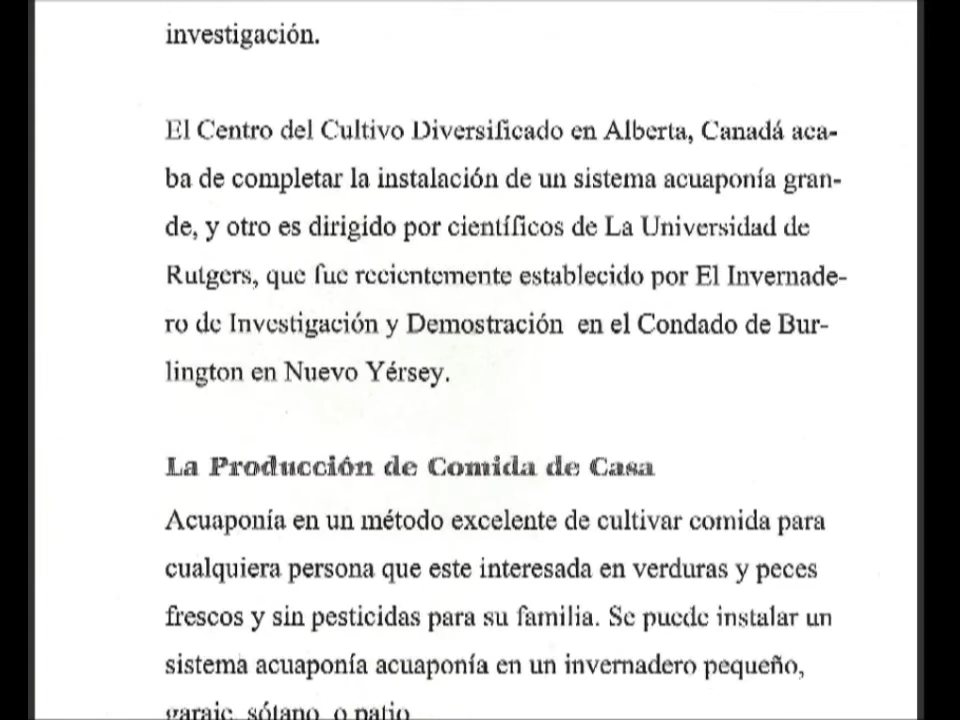 investigación.
El Centro del Cultivo Diversificado en Alberta, Canadá aca-
ba de completar la instalación de un sistema acuaponía gran-
de, y otro es dirigido por científicos de La Universidad de
Rutgers, que fue recientemente establecido por El Invernade-
ro de Investigación y Demostración en el Condado de Bur-
lington en Nuevo Yérsey.
La Producción de Comida de Casa
Acuaponía en un método excelente de cultivar comida para
cualquiera persona que este interesada en verduras y peces
frescos y sin pesticidas para su familia. Se puede instalar un
sistema acuaponía acuaponía en un invernadero pequeño,
garaje, sótano, o patio